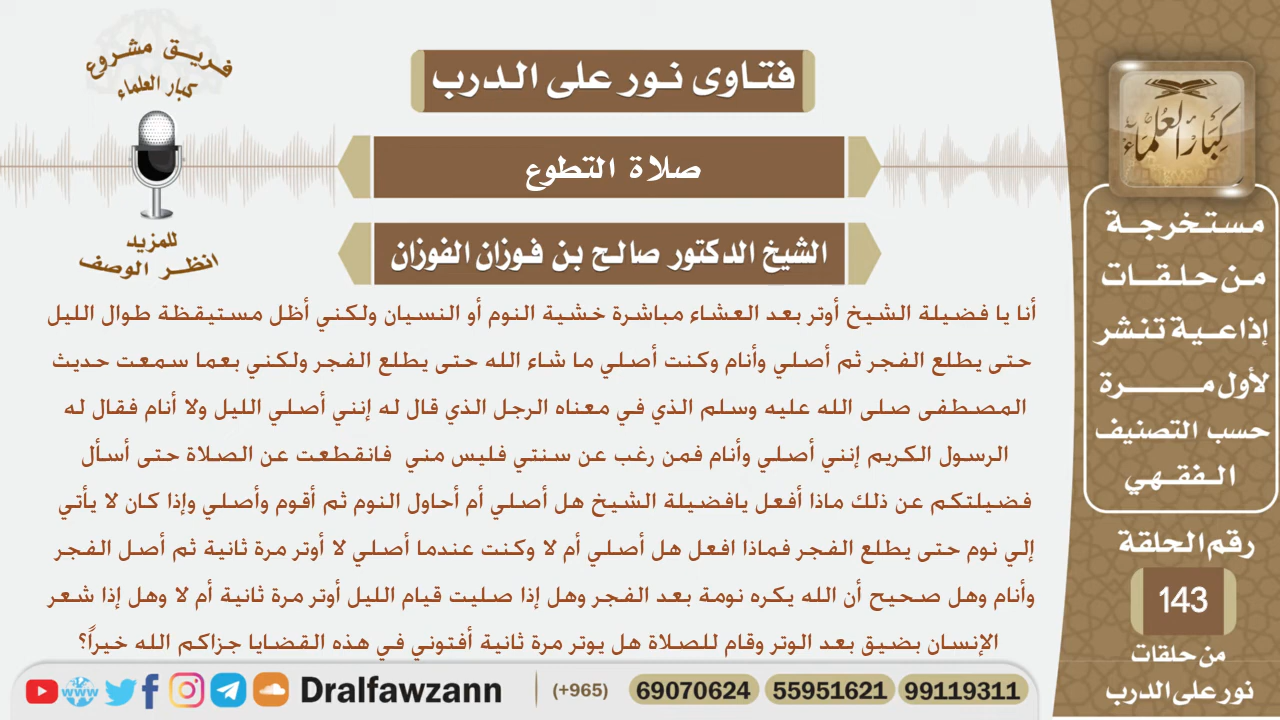 فريق مشروع
كبار العلماء
للمزيد
انظر الوصف
فتاوى نور على الدرب
صلاة التطوع
الشيخ الدكتور صالح بن فوزان الفوزان
أنا يا فضيلة الشيخ أوتر بعد العشاء مباشرة خشية النوم أو النسيان ولكني أظل مستيقظة طوال الليل
حتى يطلع الفجر ثم أصلي وأنام وكنت أصلي ما شاء الله حتى يطلع الفجر ولكني بعما سمعت حديث
المصطفى صلى الله عليه وسلم الذي في معناه الرجل الذي قال له إنني أصلي الليل ولا أنام فقال له
الرسول الكريم إنني أصلي وأنام فمن رغب عن سنتي فليس مني فانقطعت عن الصلاة حتى أسأل
فضيلتكم عن ذلك ماذا أفعل يافضيلة الشيخ هل أصلي أم أحاول النوم ثم أقوم وأصلي وإذا كان لا يأتي
إلي نوم حتى يطلع الفجر فماذا افعل هل أصلي أم لا وكنت عندما أصلي لا أوتر مرة ثانية ثم أصل الفجر
وأنام وهل صحيح أن الله يكره نومة بعد الفجر وهل إذا صليت قيام الليل أوتر مرة ثانية أم لا وهل إذا شعر
الإنسان بضيق بعد الوتر وقام للصلاة هل يوتر مرة ثانية أفتوني في هذه القضايا جزاكم الله خيراً؟
كبار العلماء
مستخرجة
من حلقات
إذاعية تنشر
لأول مرة
حسب التصنيف
الفقهي
رقم الحلقة
143
من حلقات
نور على الدرب
Dralfawzann (+965) 69070624 55951621 99119311